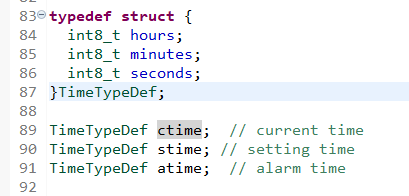 83 typedef struct {
84   int8_t hours;
85   int8_t minutes;
86   int8_t seconds;
87 }TimeTypeDef;
88
89 TimeTypeDef ctime;  // current time
90 TimeTypeDef stime; // setting time
91 TimeTypeDef atime;  // alarm time
92